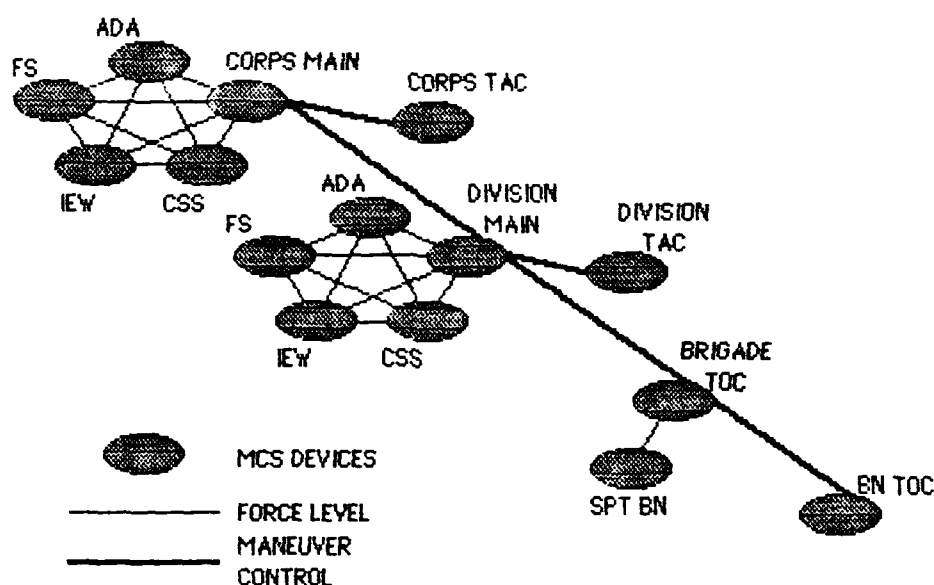 ADA
FS
CORPS MAIN
CORPS TAC
IEW
CSS
ADA
DIVISION
MAIN
FS
DIVISION
TAC
IEW
CSS
BRIGADE
TOC
MCS DEVICES
SPT BN
BN TOC
FORCE LEVEL
MANEUVER
CONTROL